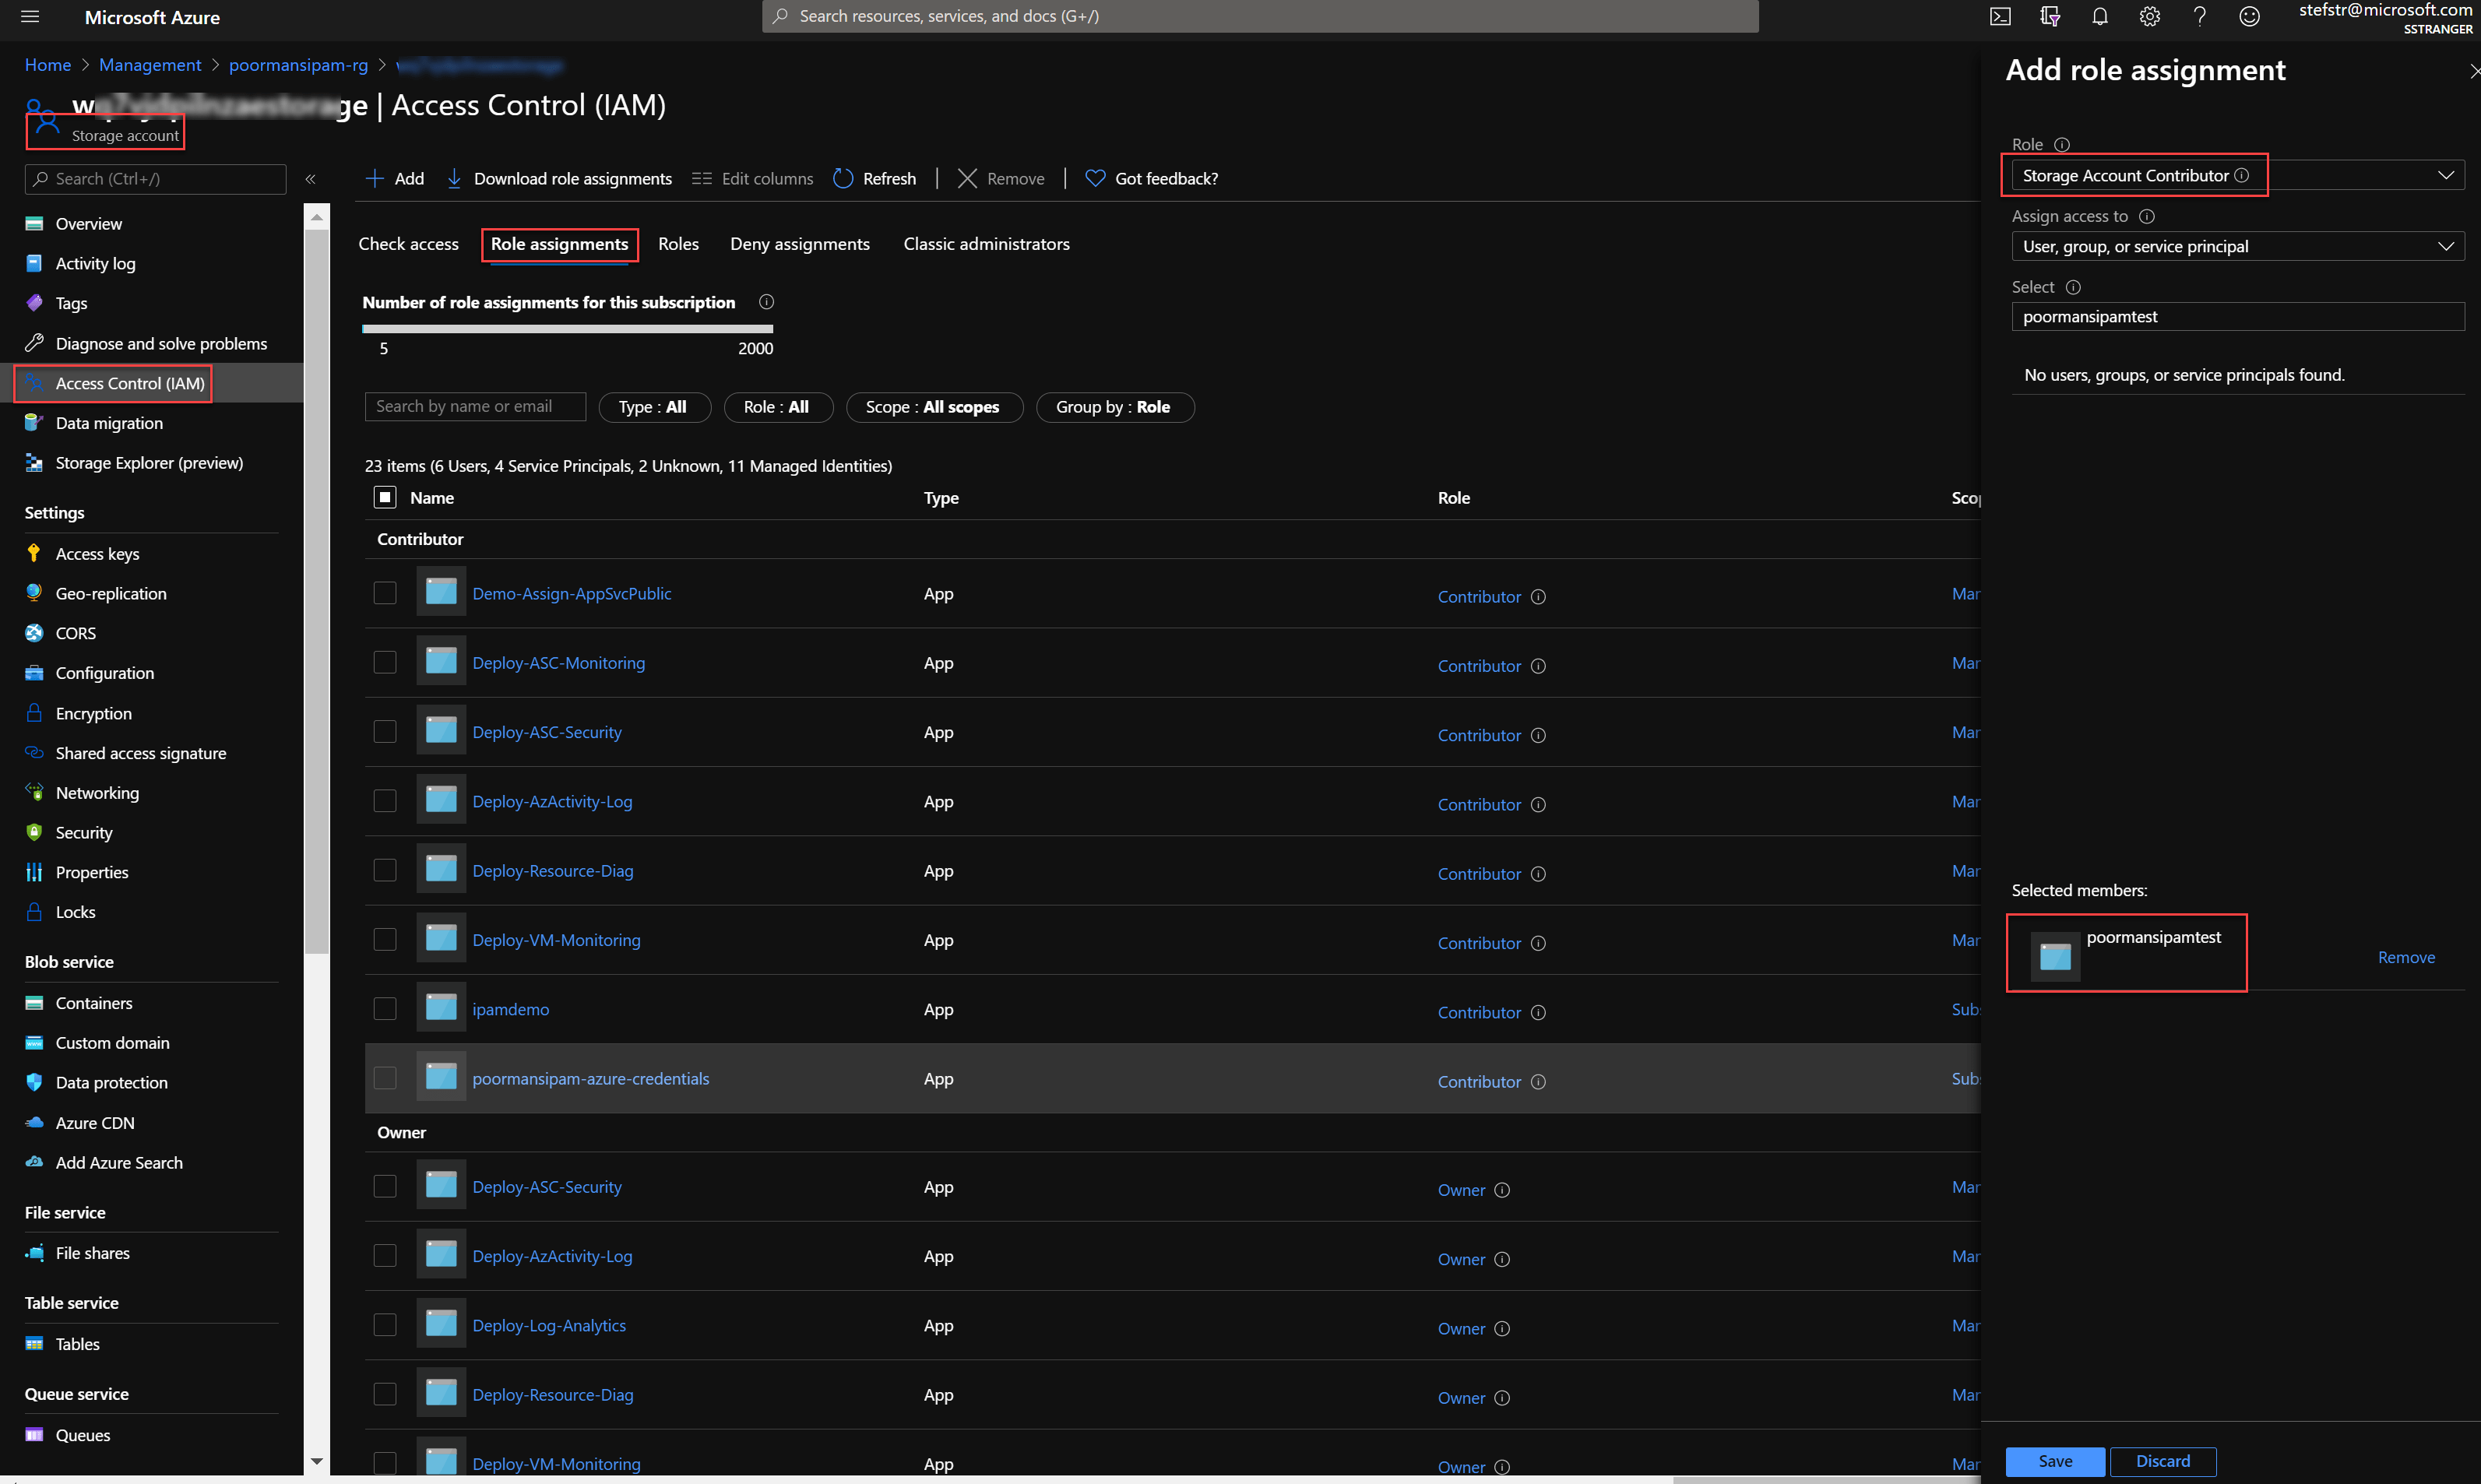 Microsoft Azure
Search resources, services, and docs (G+/)
stefstr@microsoft.com
SSTRANGER
Home > Management > poormansipam-rg >
ge | Access Control (IAM)
Storage account
Search (Ctrl+/)
«
Overview
Activity log
Tags
Diagnose and solve problems
Access Control (IAM)
Data migration
Storage Explorer (preview)
Settings
Access keys
Geo-replication
CORS
Configuration
Encryption
Shared access signature
Networking
Security
Properties
Locks
Blob service
Containers
Custom domain
Data protection
Azure CDN
Add Azure Search
File service
File shares
Table service
Tables
Queue service
Queues
Add Download role assignments Edit columns Refresh | Remove | Got feedback?
Check access Role assignments Roles Deny assignments Classic administrators
Number of role assignments for this subscription
5 2000
Search by name or email Type : All Role : All Scope : All scopes Group by : Role
23 items (6 Users, 4 Service Principals, 2 Unknown, 11 Managed Identities)
Name Type Role Scop
Contributor
Demo-Assign-AppSvcPublic App Contributor Mar
Deploy-ASC-Monitoring App Contributor Mar
Deploy-ASC-Security App Contributor Mar
Deploy-AzActivity-Log App Contributor Mar
Deploy-Resource-Diag App Contributor Mar
Deploy-VM-Monitoring App Contributor Mar
ipamdemo App Contributor Subs
poormansipam-azure-credentials App Contributor Subs
Owner
Deploy-ASC-Security App Owner Mar
Deploy-AzActivity-Log App Owner Mar
Deploy-Log-Analytics App Owner Mar
Deploy-Resource-Diag App Owner Mar
Deploy-VM-Monitoring App Owner Mar
Add role assignment
Role
Storage Account Contributor
Assign access to
User, group, or service principal
Select
poormansipamtest
No users, groups, or service principals found.
Selected members:
poormansipamtest
Remove
Save Discard